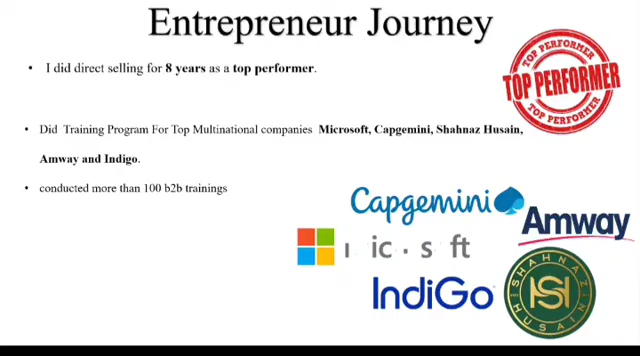 Entrepreneur Journey
• I did direct selling for 8 years as a top performer.
TOP PERFORMER
TOP PERFORMER
TOP PERFORMER
• Did Training Program For Top Multinational companies Microsoft, Capgemini, Shahnaz Husain,
Amway and Indigo.
• conducted more than 100 b2b trainings
Capgemini
Amway
SHAHNAZ
SH
HUSAIN
IndiGo